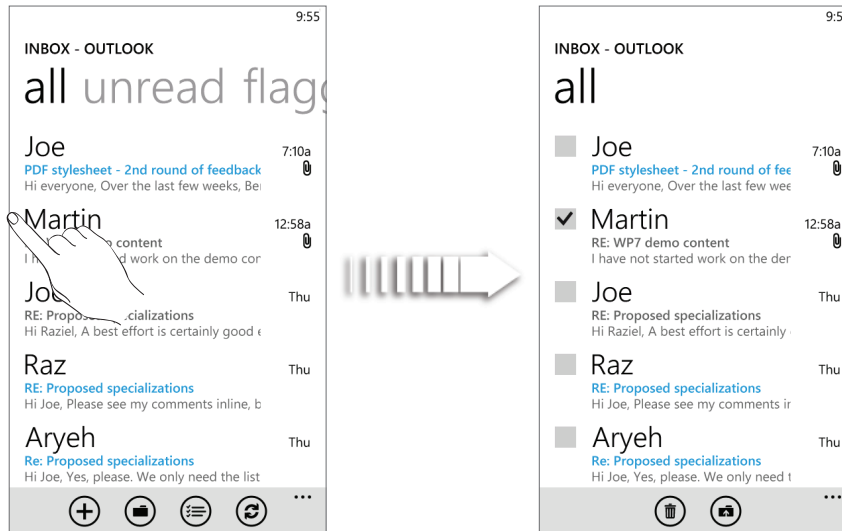 9:55
INBOX - OUTLOOK
all unread flagg
Joe
7:10a
PDF stylesheet - 2nd round of feedback
Hi everyone, Over the last few weeks, Be
Martin
12:58a
content
d work on the demo cor
Joe
Thu
RE: Propos cializations
Hi Raziel, A best effort is certainly good e
Raz
Thu
RE: Proposed specializations
Hi Joe, Please see my comments inline, b
Aryeh
Thu
Re: Proposed specializations
Hi Joe, Yes, please. We only need the list
9:5
INBOX - OUTLOOK
all
Joe
7:10a
PDF stylesheet - 2nd round of fee
Hi everyone, Over the last few wee
Martin
12:58a
RE: WP7 demo content
I have not started work on the der
Joe
Thu
RE: Proposed specializations
Hi Raziel, A best effort is certainly
Raz
Thu
RE: Proposed specializations
Hi Joe, Please see my comments ir
Aryeh
Thu
Re: Proposed specializations
Hi Joe, Yes, please. We only need t